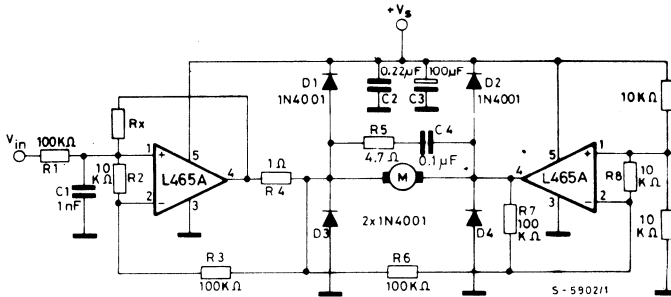 +Vs
D1
1N4001
0.22µF
C2
100µF
C3
D2
1N4001
10KΩ
Rx
R5
4.7Ω
C4
0.1µF
Vin
100KΩ
R1
1
+
5
L465A
4
10
KΩ
R2
2
-
3
C1
1nF
1Ω
R4
M
4
5
+
1
L465A
R8
10
KΩ
-
2
3
10
KΩ
D3
2x1N4001
D4
R7
100
KΩ
R3
100KΩ
R6
100KΩ
S-5902/1